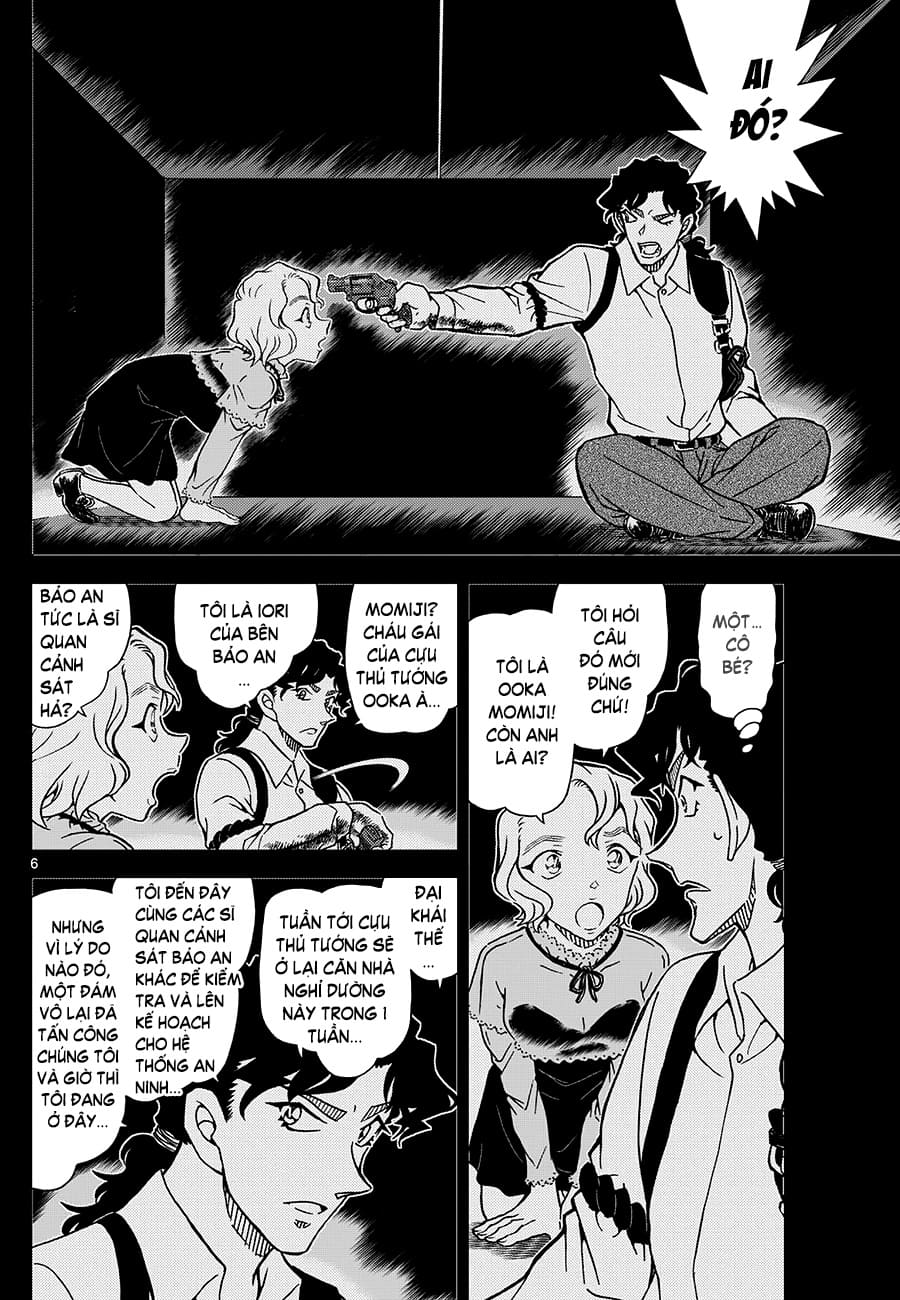 AI
ĐÓ?
MỘT...
CÔ
BÉ?
TÔI HỎI
CÂU
ĐÓ MỚI
ĐÚNG
CHỨ!
TÔI LÀ
OOKA
MOMIJI!
CÒN ANH
LÀ AI?
MOMIJI?
CHÁU GÁI
CỦA CỰU
THỦ TƯỚNG
OOKA À...
TÔI LÀ IORI
CỦA BÊN
BẢO AN
...
BẢO AN
TỨC LÀ SĨ
QUAN
CẢNH
SÁT
HẢ?
6
ĐẠI
KHÁI
THẾ
...
TUẦN TỚI CỰU
THỦ TƯỚNG SẼ
Ở LẠI CĂN NHÀ
NGHỈ DƯỠNG
NÀY TRONG 1
TUẦN...
TÔI ĐẾN ĐÂY
CÙNG CÁC SĨ
QUAN CẢNH
SÁT BẢO AN
KHÁC ĐỂ KIỂM
TRA VÀ LÊN
KẾ HOẠCH
CHO HỆ
THỐNG AN
NINH...
NHƯNG
VÌ LÝ DO
NÀO ĐÓ,
MỘT ĐÁM
VÔ LẠI ĐÃ
TẤN CÔNG
CHÚNG TÔI
VÀ GIỜ THÌ
TÔI ĐANG
Ở ĐÂY...